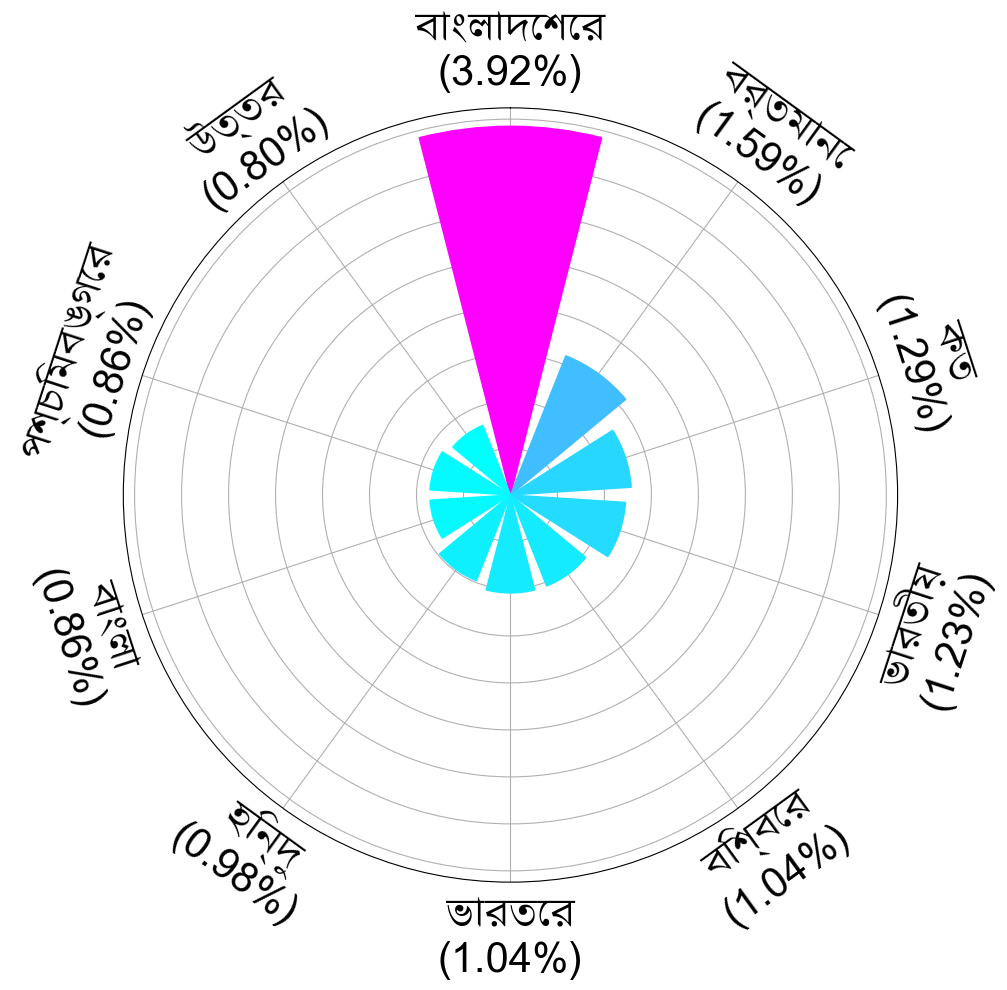 বাংলাদেশের
(3.92%)
বর্তমানে
(1.59%)
কত
(1.29%)
ভারতীয়
(1.23%)
বিশ্বের
(1.04%)
ভারতের
(1.04%)
হিন্দু
(0.98%)
বাংলা
(0.86%)
পশ্চিমবঙ্গের
(0.86%)
উত্তর
(0.80%)